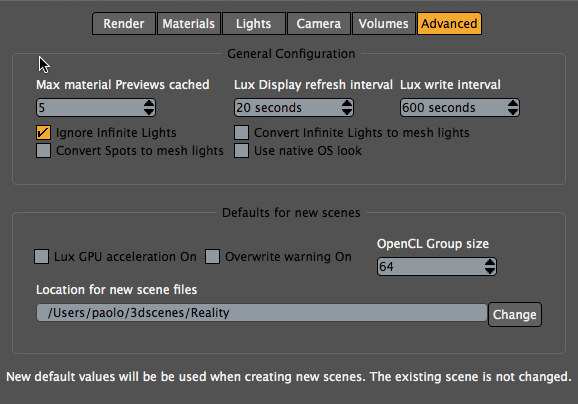 Render Materials Lights Camera Volumes Advanced
General Configuration
Max material Previews cached Lux Display refresh interval Lux write interval
5 20 seconds 600 seconds
Ignore Infinite Lights Convert Infinite Lights to mesh lights
Convert Spots to mesh lights Use native OS look
Defaults for new scenes
OpenCL Group size
Lux GPU acceleration On Overwrite warning On
64
Location for new scene files
/Users/paolo/3dscenes/Reality Change
New default values will be be used when creating new scenes. The existing scene is not changed.